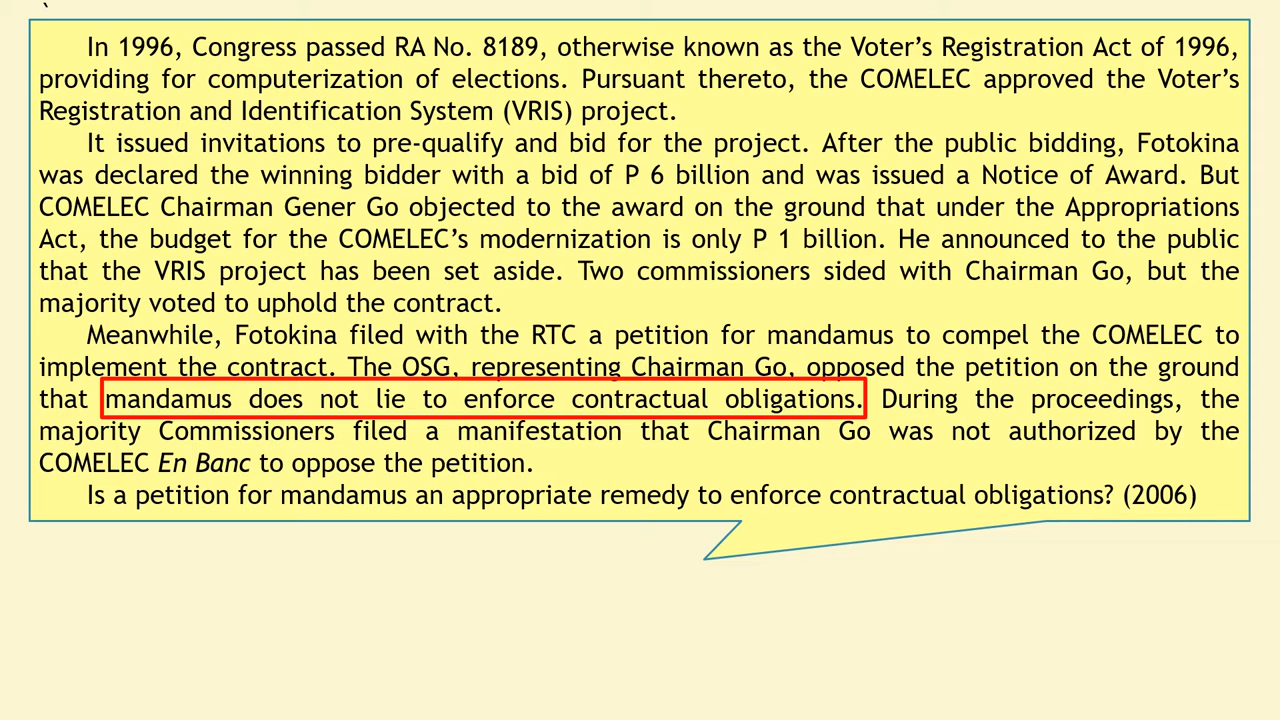 `
In 1996, Congress passed RA No. 8189, otherwise known as the Voter’s Registration Act of 1996,
providing for computerization of elections. Pursuant thereto, the COMELEC approved the Voter’s
Registration and Identification System (VRIS) project.
It issued invitations to pre-qualify and bid for the project. After the public bidding, Fotokina
was declared the winning bidder with a bid of P 6 billion and was issued a Notice of Award. But
COMELEC Chairman Gener Go objected to the award on the ground that under the Appropriations
Act, the budget for the COMELEC’s modernization is only P 1 billion. He announced to the public
that the VRIS project has been set aside. Two commissioners sided with Chairman Go, but the
majority voted to uphold the contract.
Meanwhile, Fotokina filed with the RTC a petition for mandamus to compel the COMELEC to
implement the contract. The OSG, representing Chairman Go, opposed the petition on the ground
that mandamus does not lie to enforce contractual obligations. During the proceedings, the
majority Commissioners filed a manifestation that Chairman Go was not authorized by the
COMELEC En Banc to oppose the petition.
Is a petition for mandamus an appropriate remedy to enforce contractual obligations? (2006)